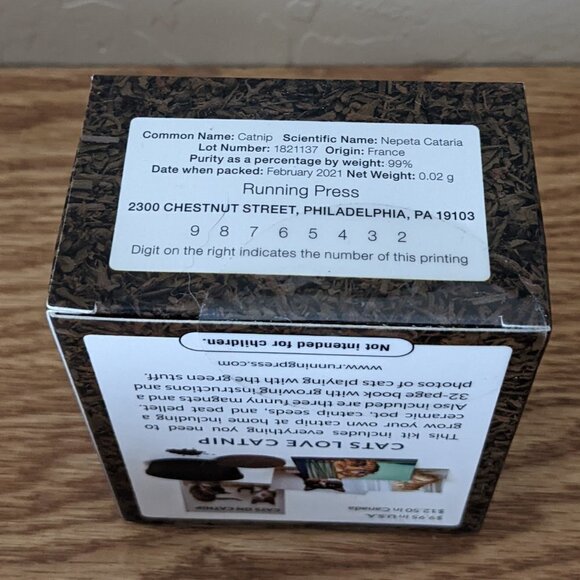 Common Name: Catnip Scientific Name: Nepeta Cataria
Lot Number: 1821137 Origin: France
Purity as a percentage by weight: 99%
Date when packed: February 2021 Net Weight: 0.02 g
Running Press
2300 CHESTNUT STREET, PHILADELPHIA, PA 19103
9 8 7 6 5 4 3 2
Digit on the right indicates the number of this printing
$9.95 in U.S.A.
$12.50 in Canada
CATS ON CATNIP
CATS LOVE CATNIP
This kit includes everything you need to
grow your own catnip at home including a
ceramic pot, catnip seeds, and peat pellet.
Also included are three funny magnets and a
32-page book with growing instructions and
photos of cats playing with the green stuff.
www.runningpress.com
Not intended for children.